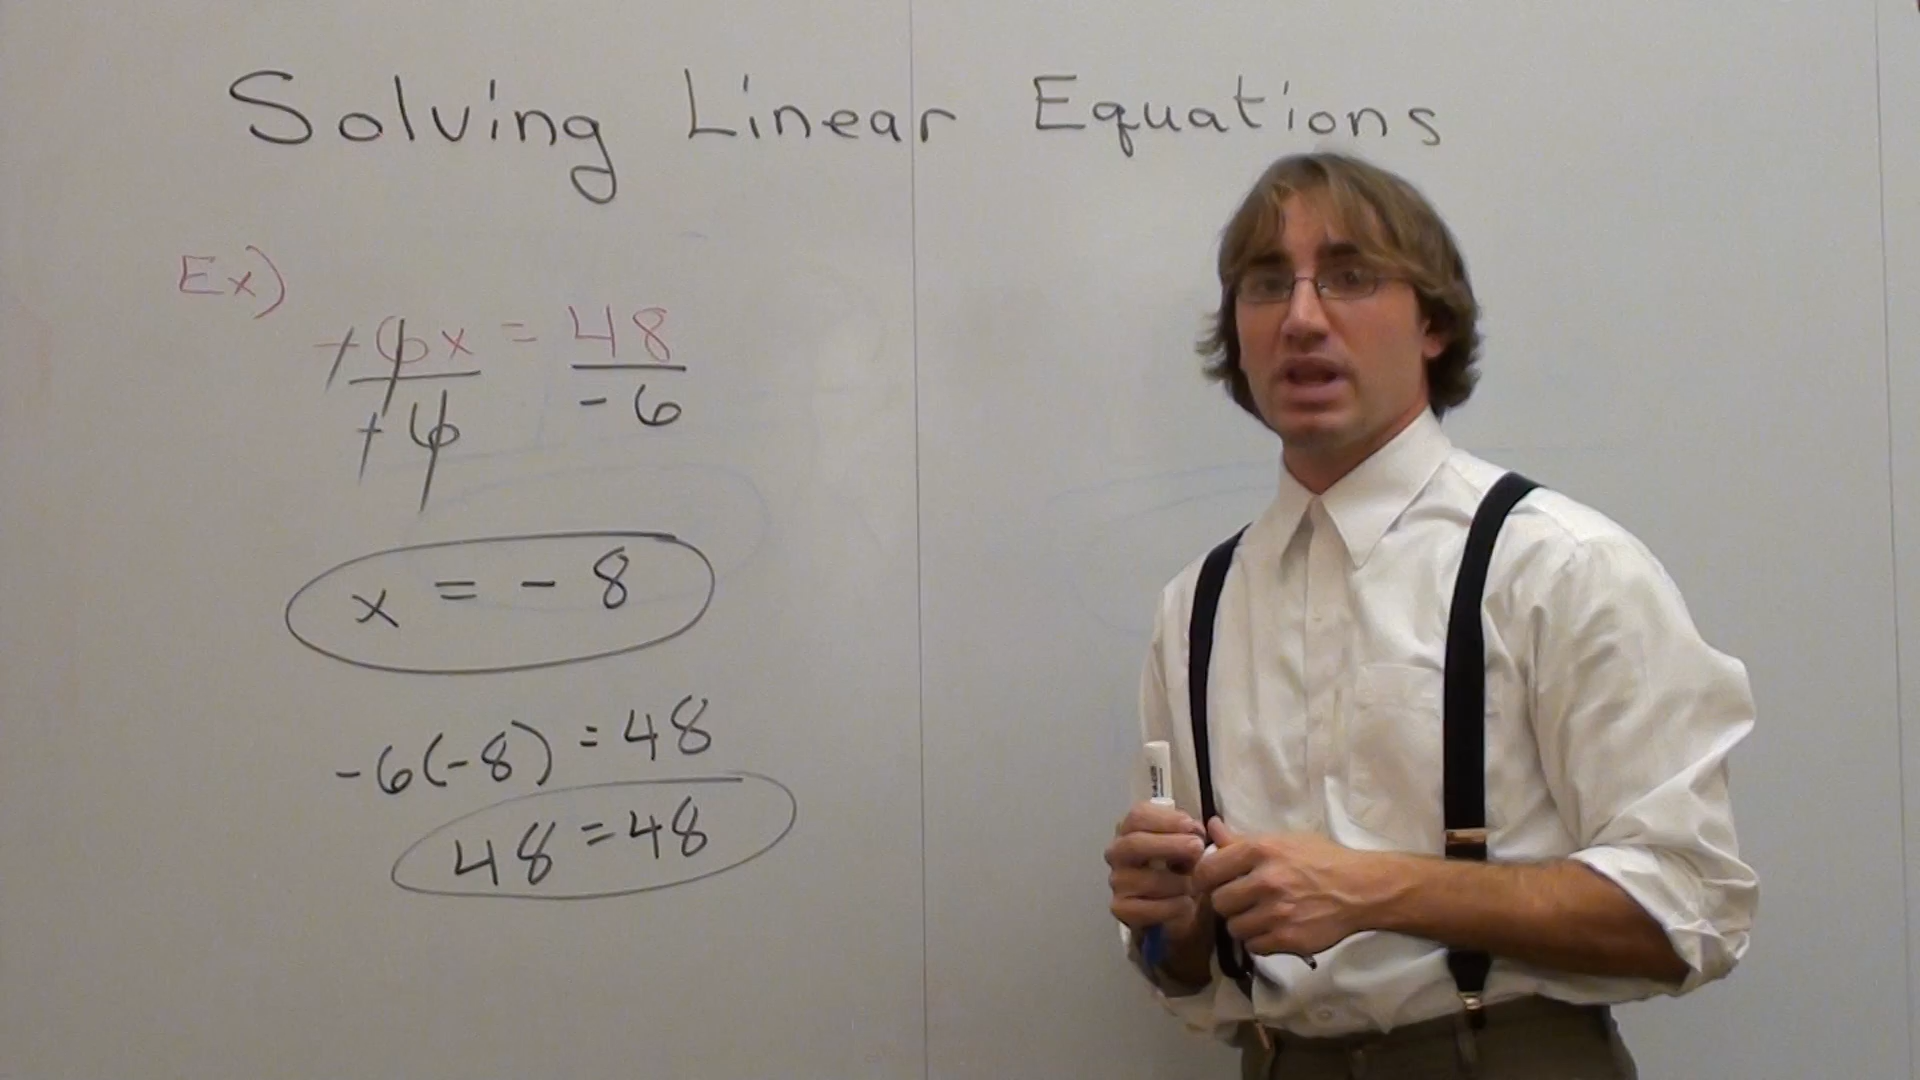 Solving Linear Equations
Ex)
-6x = 48
-6 -6
x = -8
-6(-8) = 48
48 = 48